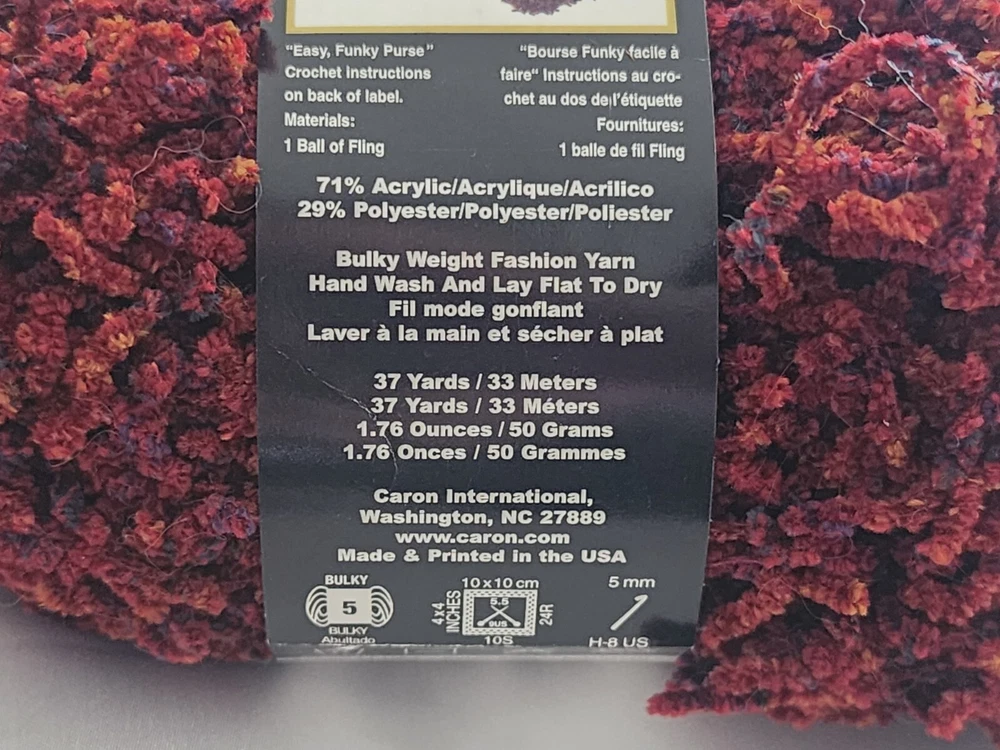 "Easy, Funky Purse"
Crochet instructions
on back of label.
Materials:
1 Ball of Fling
"Bourse Funky facile à
faire" Instructions au cro-
chet au dos de l'étiquette
Fournitures:
1 balle de fil Fling
71% Acrylic/Acrylique/Acrilico
29% Polyester/Polyester/Poliester
Bulky Weight Fashion Yarn
Hand Wash And Lay Flat To Dry
Fil mode gonflant
Laver à la main et sécher à plat
37 Yards / 33 Meters
37 Yards / 33 Méters
1.76 Ounces / 50 Grams
1.76 Onces / 50 Grammes
Caron International,
Washington, NC 27889
www.caron.com
Made & Printed in the USA
BULKY
5
BULKY
Abultado
10x10 cm
4x4
INCHES
5.5
9US
24R
10S
5 mm
H-8 US